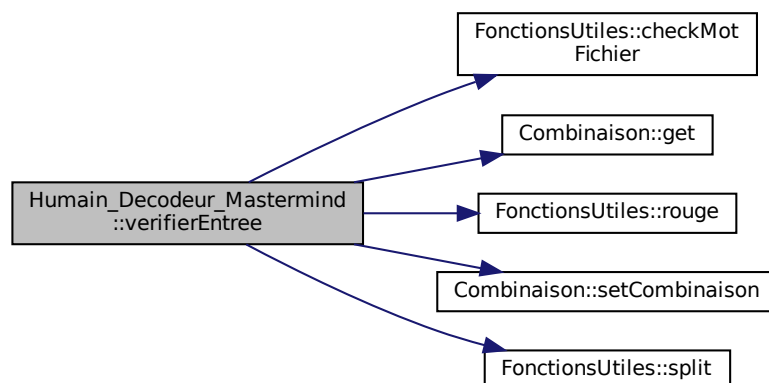 FonctionsUtiles::checkMot
Fichier
Combinaison::get
Humain_Decodeur_Mastermind
::verifierEntree
FonctionsUtiles::rouge
Combinaison::setCombinaison
FonctionsUtiles::split